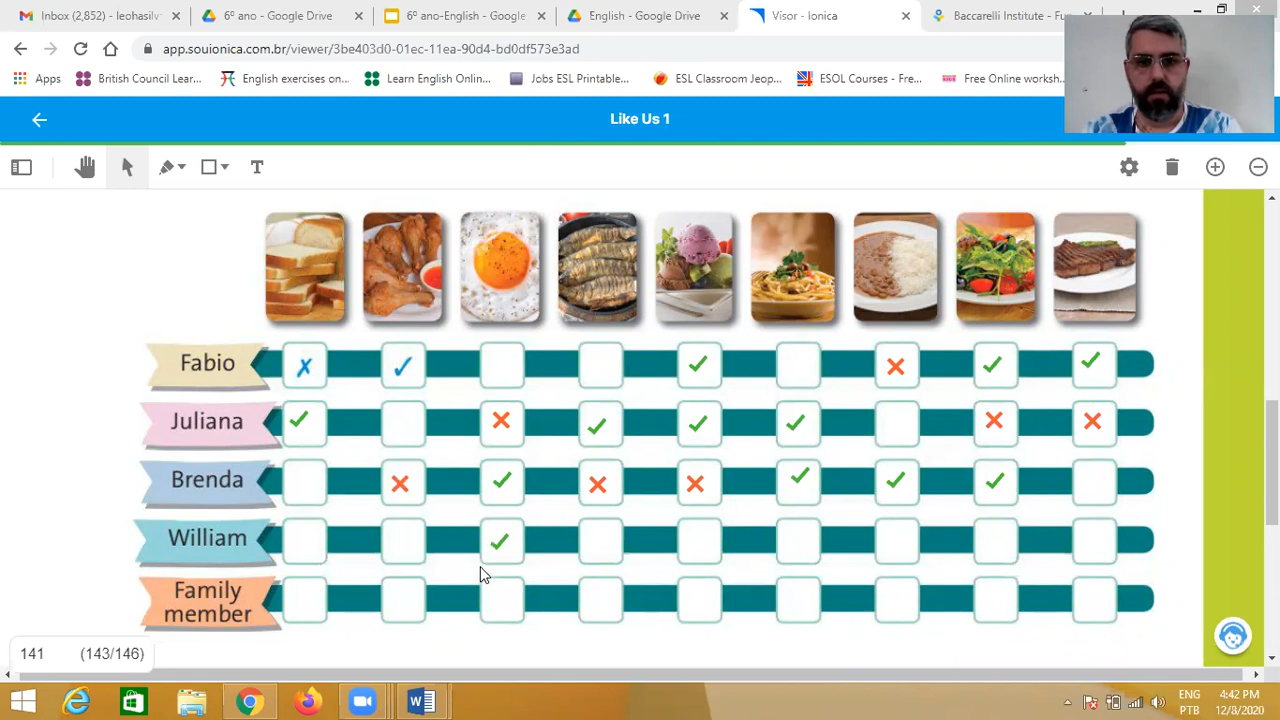 Inbox (2,852) - leohasilv
6º ano - Google Drive
6º ano-English - Google
English - Google Drive
Visor - Ionica
Baccarelli Institute - Fu
app.souionica.com.br/viewer/3be403d0-01ec-11ea-90d4-bd0df573e3ad
Apps
British Council Lear...
English exercises on...
Learn English Onlin...
Jobs ESL Printable...
ESL Classroom Jeop...
ESOL Courses - Fre...
Free Online worksh...
Like Us 1
T
Fabio
Juliana
Brenda
William
Family
member
141 (143/146)
ENG
PTB
4:42 PM
12/8/2020